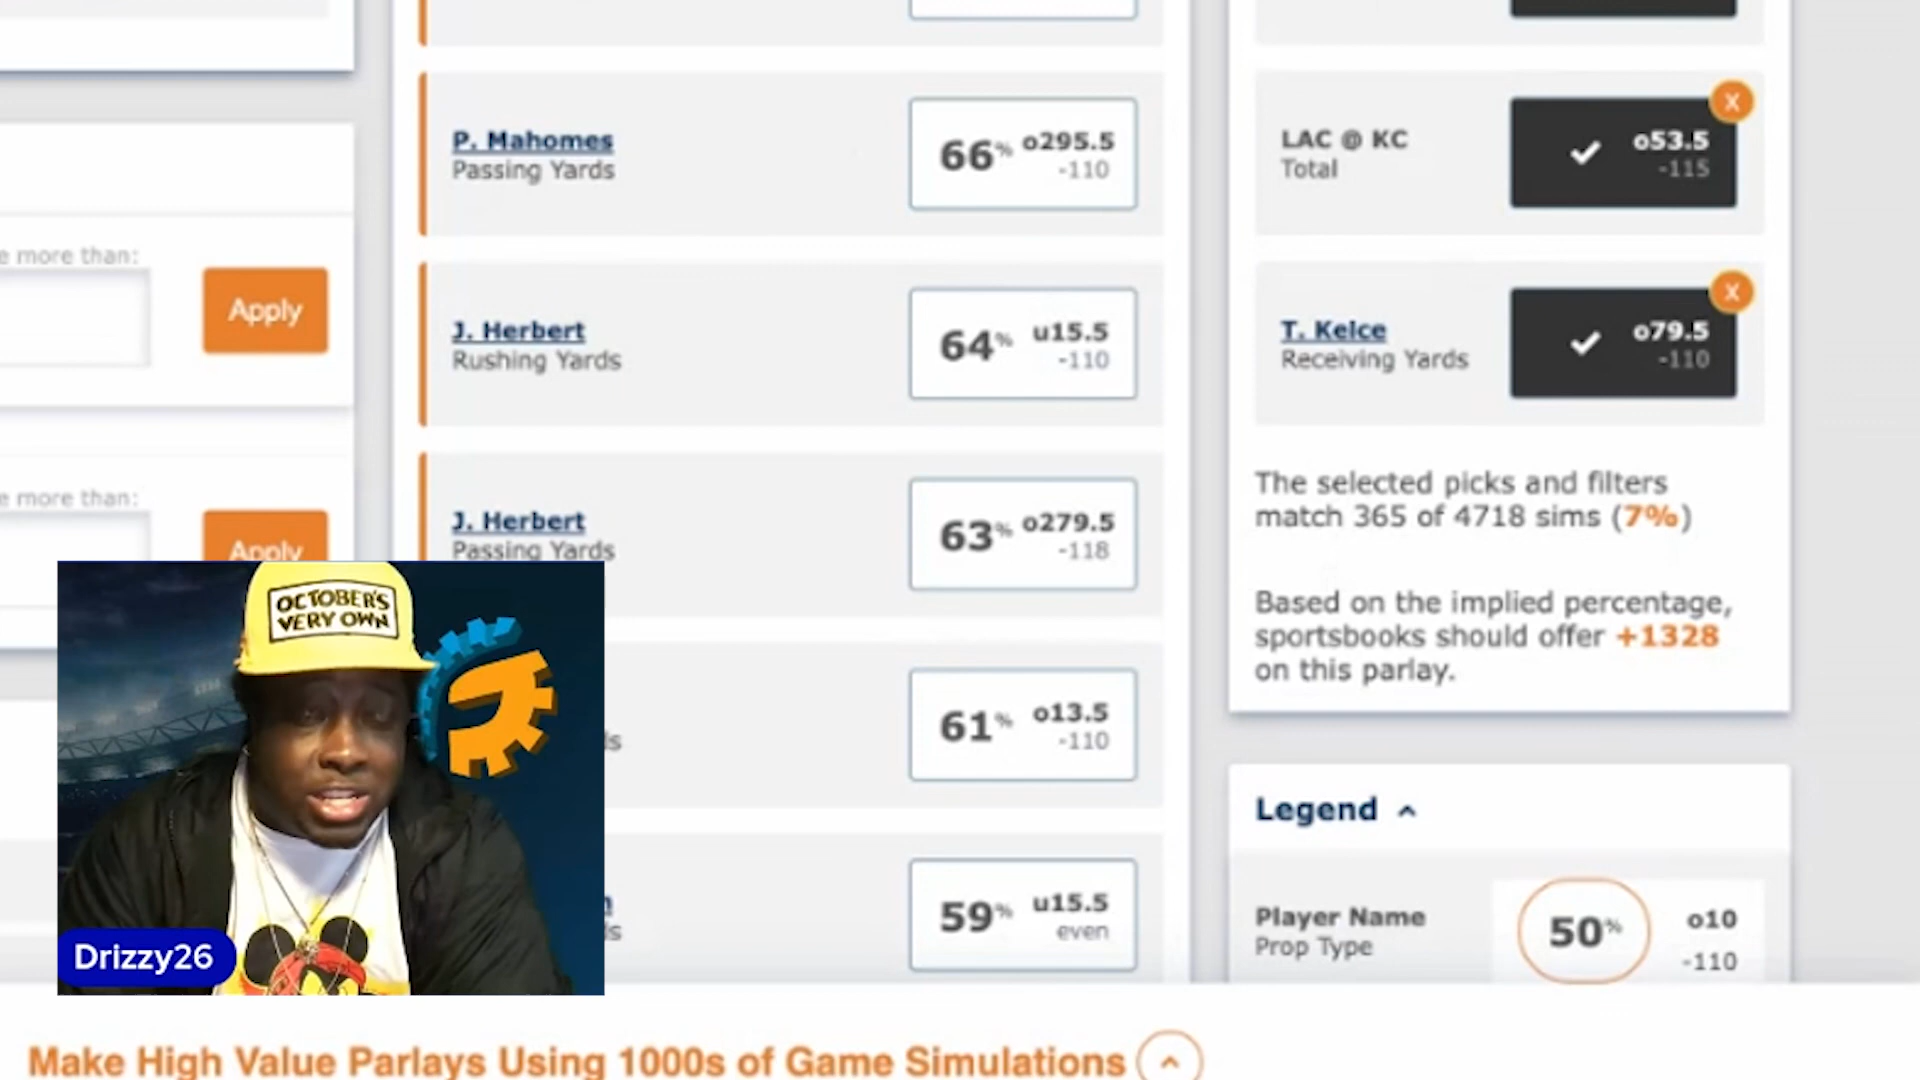 e more than:
Apply
e more than:
Apply
P. Mahomes
Passing Yards
66% o295.5
-110
J. Herbert
Rushing Yards
64% u15.5
-110
J. Herbert
Passing Yards
63% o279.5
-118
61% o13.5
-110
59% u15.5
even
LAC @ KC
Total
o53.5
-115
X
T. Kelce
Receiving Yards
o79.5
-110
X
The selected picks and filters
match 365 of 4718 sims (7%)
Based on the implied percentage,
sportsbooks should offer +1328
on this parlay.
Legend
Player Name
Prop Type
50% o10
-110
OCTOBER'S
VERY OWN
Drizzy26
Make High Value Parlays Using 1000s of Game Simulations